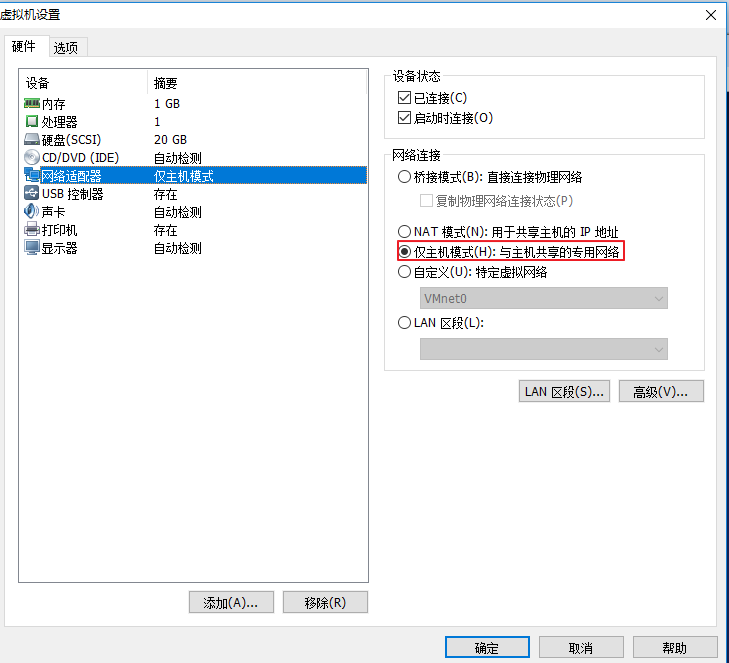 虚拟机设置
硬件 选项
设备 摘要
内存 1 GB
处理器 1
硬盘(SCSI) 20 GB
CD/DVD (IDE) 自动检测
网络适配器 仅主机模式
USB 控制器 存在
声卡 自动检测
打印机 存在
显示器 自动检测
添加(A)... 移除(R)
设备状态
已连接(C)
启动时连接(O)
网络连接
桥接模式(B): 直接连接物理网络
复制物理网络连接状态(P)
NAT 模式(N): 用于共享主机的 IP 地址
仅主机模式(H): 与主机共享的专用网络
自定义(U): 特定虚拟网络
VMnet0
LAN 区段(L):
LAN 区段(S)... 高级(V)...
确定 取消 帮助